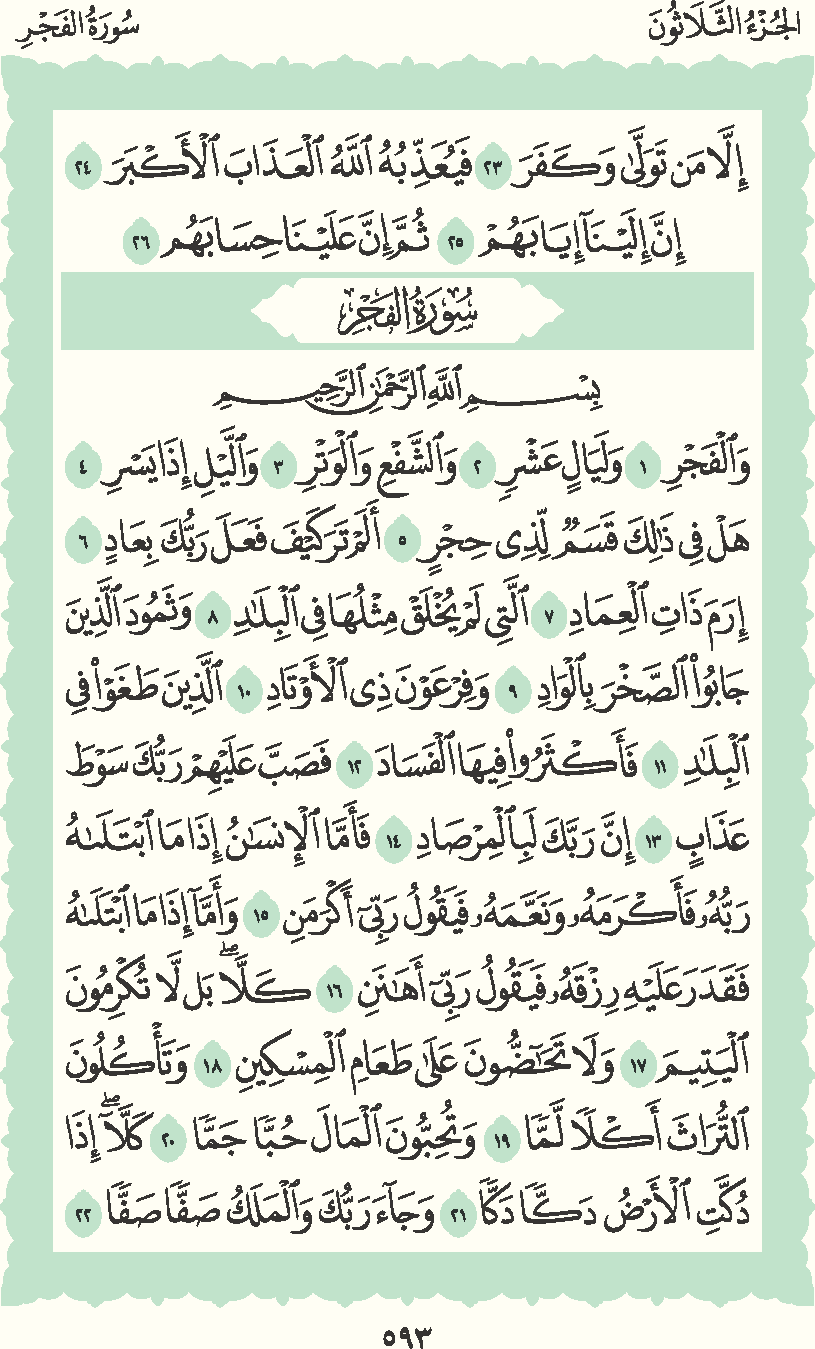 الجُزْءُ الثَّلَاثُونَ سُورَةُ الفَجْرِ
إِلَّا مَن تَوَلَّىٰ وَكَفَرَ ٢٣ فَيُعَذِّبُهُ ٱللَّهُ ٱلْعَذَابَ ٱلْأَكْبَرَ ٢٤
إِنَّ إِلَيْنَآ إِيَابَهُمْ ٢٥ ثُمَّ إِنَّ عَلَيْنَا حِسَابَهُم ٢٦
سُورَةُ الفَجْرِ
بِسْمِ ٱللَّهِ ٱلرَّحْمَٰنِ ٱلرَّحِيمِ
وَٱلْفَجْرِ ١ وَلَيَالٍ عَشْرٍ ٢ وَٱلشَّفْعِ وَٱلْوَتْرِ ٣ وَٱلَّيْلِ إِذَا يَسْرِ ٤
هَلْ فِى ذَٰلِكَ قَسَمٌ لِّذِى حِجْرٍ ٥ أَلَمْ تَرَ كَيْفَ فَعَلَ رَبُّكَ بِعَادٍ ٦
إِرَمَ ذَاتِ ٱلْعِمَادِ ٧ ٱلَّتِى لَمْ يُخْلَقْ مِثْلُهَا فِى ٱلْبِلَٰدِ ٨ وَثَمُودَ ٱلَّذِينَ
جَابُوا۟ ٱلصَّخْرَ بِٱلْوَادِ ٩ وَفِرْعَوْنَ ذِى ٱلْأَوْتَادِ ١٠ ٱلَّذِينَ طَغَوْا۟ فِى
ٱلْبِلَٰدِ ١١ فَأَكْثَرُوا۟ فِيهَا ٱلْفَسَادَ ١٢ فَصَبَّ عَلَيْهِمْ رَبُّكَ سَوْطَ
عَذَابٍ ١٣ إِنَّ رَبَّكَ لَبِٱلْمِرْصَادِ ١٤ فَأَمَّا ٱلْإِنسَٰنُ إِذَا مَا ٱبْتَلَىٰهُ
رَبُّهُۥ فَأَكْرَمَهُۥ وَنَعَّمَهُۥ فَيَقُولُ رَبِّىٓ أَكْرَمَنِ ١٥ وَأَمَّآ إِذَا مَا ٱبْتَلَىٰهُ
فَقَدَرَ عَلَيْهِ رِزْقَهُۥ فَيَقُولُ رَبِّىٓ أَهَٰنَنِ ١٦ كَلَّا ۖ بَل لَّا تُكْرِمُونَ
ٱلْيَتِيمَ ١٧ وَلَا تَحَٰٓضُّونَ عَلَىٰ طَعَامِ ٱلْمِسْكِينِ ١٨ وَتَأْكُلُونَ
ٱلتُّرَاثَ أَكْلًا لَّمًّا ١٩ وَتُحِبُّونَ ٱلْمَالَ حُبًّا جَمًّا ٢٠ كَلَّآ ۖ إِذَا
دُكَّتِ ٱلْأَرْضُ دَكًّا دَكًّا ٢١ وَجَآءَ رَبُّكَ وَٱلْمَلَكُ صَفًّا صَفًّا ٢٢
٥٩٣